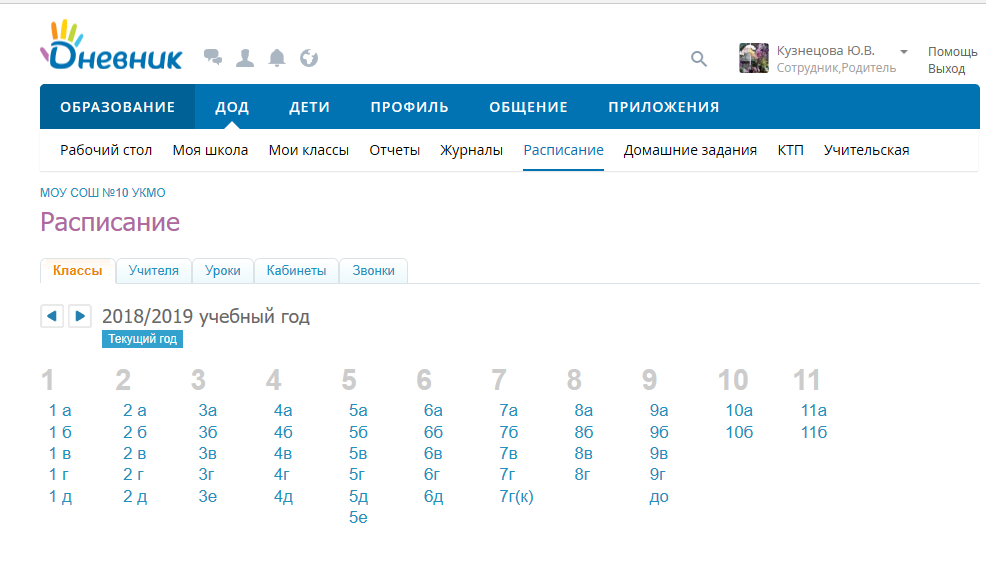 Дневник
Кузнецова Ю.В.
Сотрудник,Родитель
Помощь
Выход
ОБРАЗОВАНИЕ ДОД ДЕТИ ПРОФИЛЬ ОБЩЕНИЕ ПРИЛОЖЕНИЯ
Рабочий стол Моя школа Мои классы Отчеты Журналы Расписание Домашние задания КТП Учительская
МОУ СОШ №10 УКМО
Расписание
Классы Учителя Уроки Кабинеты Звонки
2018/2019 учебный год
Текущий год
1 2 3 4 5 6 7 8 9 10 11
1 а 2 а 3а 4а 5а 6а 7а 8а 9а 10а 11а
1 б 2 б 3б 4б 5б 6б 7б 8б 9б 10б 11б
1 в 2 в 3в 4в 5в 6в 7в 8в 9в
1 г 2 г 3г 4г 5г 6г 7г 8г 9г
1 д 2 д 3е 4д 5д 6д 7г(к) до
5е